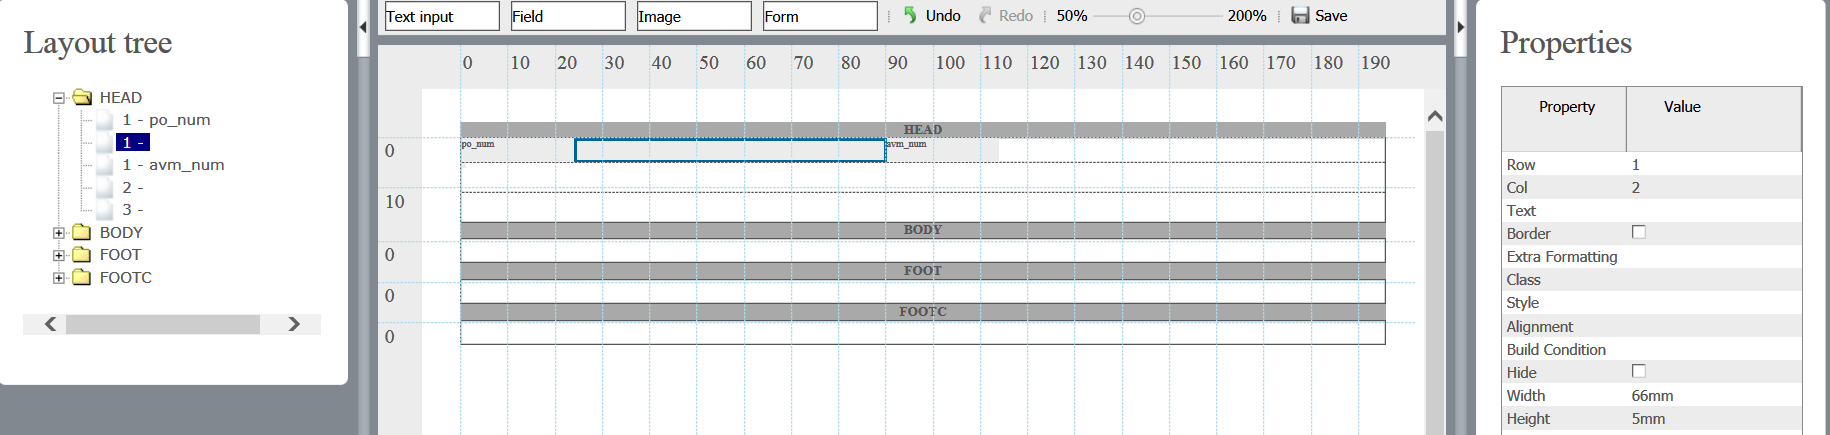 Layout tree
HEAD
1 - po_num
1 -
1 - avm_num
2 -
3 -
BODY
FOOT
FOOTC
Text input
Field
Image
Form
Undo
Redo
50%
200%
Save
0 10 20 30 40 50 60 70 80 90 100 110 120 130 140 150 160 170 180 190
HEAD
0
po_num
avm_num
10
BODY
0
FOOT
0
FOOTC
0
Properties
Property Value
Row 1
Col 2
Text
Border
Extra Formatting
Class
Style
Alignment
Build Condition
Hide
Width 66mm
Height 5mm